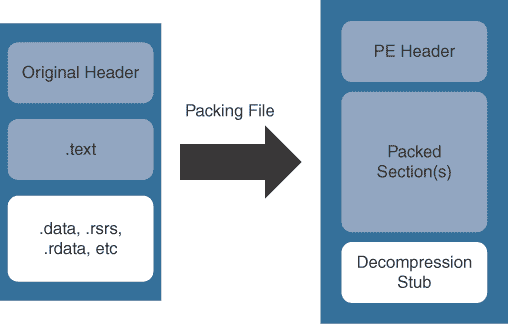 Original Header
.text
.data, .rsrs,
.rdata, etc
Packing File
PE Header
Packed
Section(s)
Decompression
Stub